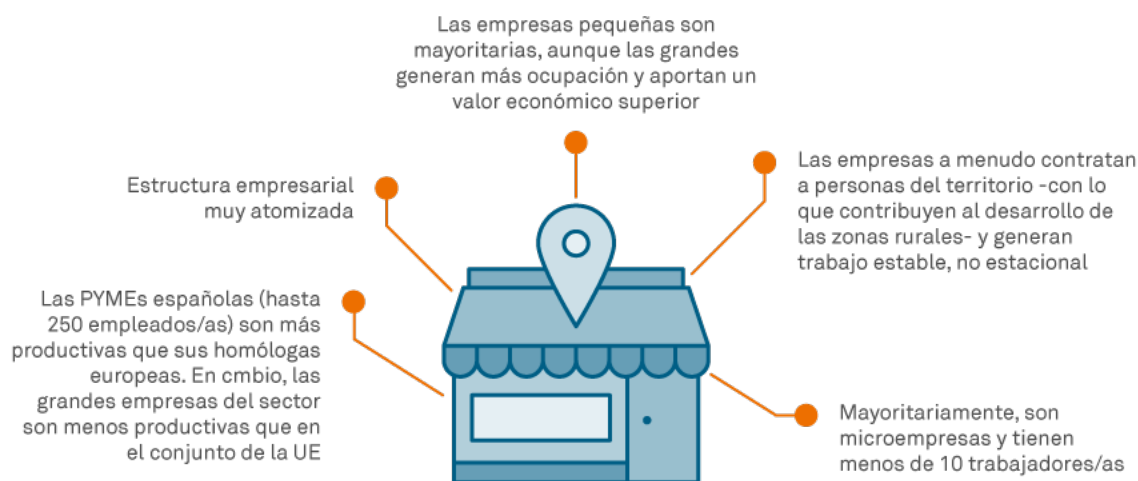 Las empresas pequeñas son
mayoritarias, aunque las grandes
generan más ocupación y aportan un
valor económico superior
Estructura empresarial
muy atomizada
Las empresas a menudo contratan
a personas del territorio -con lo
que contribuyen al desarrollo de
las zonas rurales- y generan
trabajo estable, no estacional
Las PYMEs españolas (hasta
250 empleados/as) son más
productivas que sus homólogas
europeas. En cmbio, las
grandes empresas del sector
son menos productivas que en
el conjunto de la UE
Mayoritariamente, son
microempresas y tienen
menos de 10 trabajadores/as